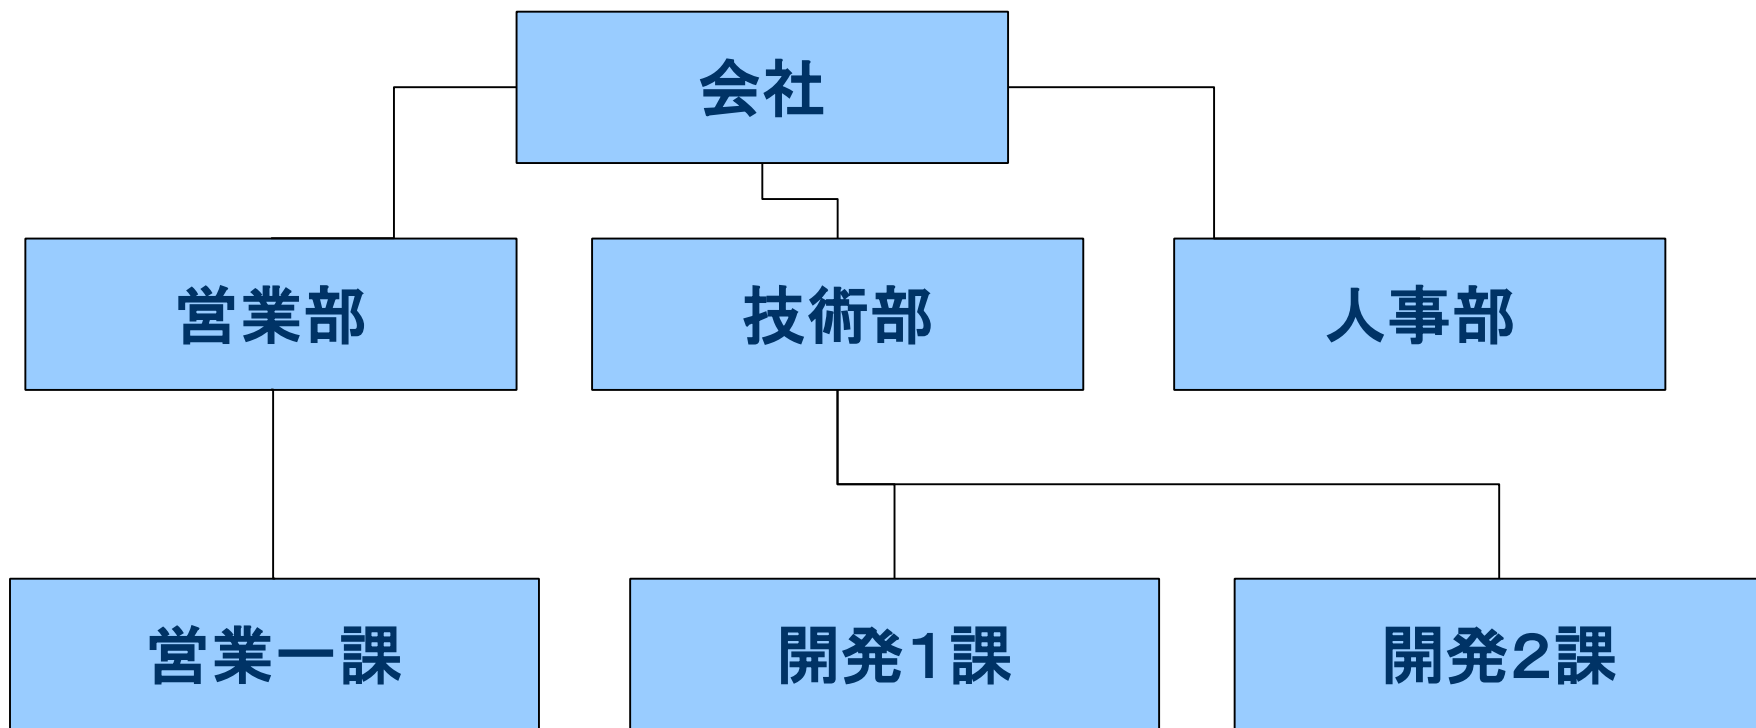 会社
営業部
技術部
人事部
営業一課
開発１課
開発２課